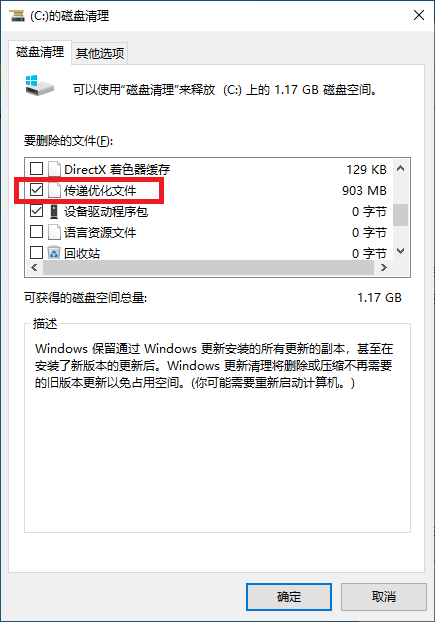 (C:)的磁盘清理
磁盘清理 其他选项
可以使用“磁盘清理”来释放 (C:) 上的 1.17 GB 磁盘空间。
要删除的文件(F):
DirectX 着色器缓存 129 KB
传递优化文件 903 MB
设备驱动程序包 0 字节
语言资源文件 0 字节
回收站 0 字节
可获得的磁盘空间总量: 1.17 GB
描述
Windows 保留通过 Windows 更新安装的所有更新的副本，甚至在
安装了新版本的更新后。Windows 更新清理将删除或压缩不再需要
的旧版本更新以免占用空间。(你可能需要重新启动计算机。)
确定 取消